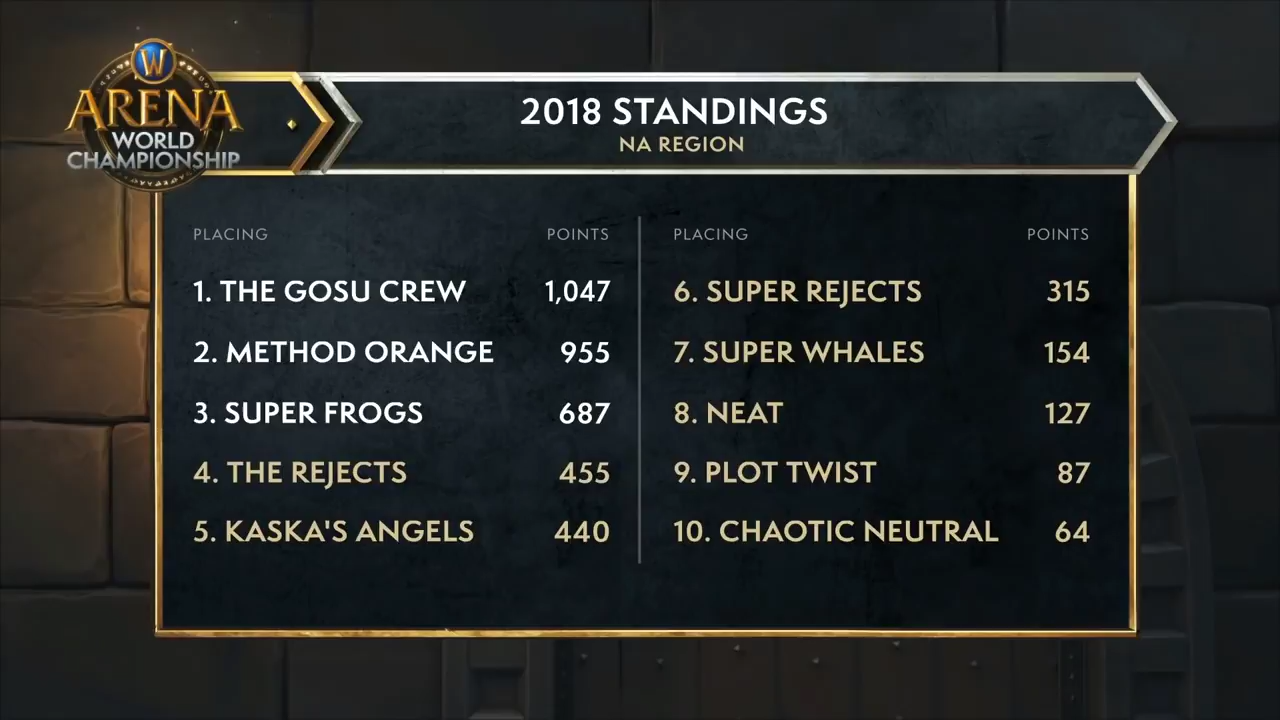 W
ARENA
WORLD
CHAMPIONSHIP
2018 STANDINGS
NA REGION
PLACING POINTS
1. THE GOSU CREW 1,047
2. METHOD ORANGE 955
3. SUPER FROGS 687
4. THE REJECTS 455
5. KASKA'S ANGELS 440
PLACING POINTS
6. SUPER REJECTS 315
7. SUPER WHALES 154
8. NEAT 127
9. PLOT TWIST 87
10. CHAOTIC NEUTRAL 64